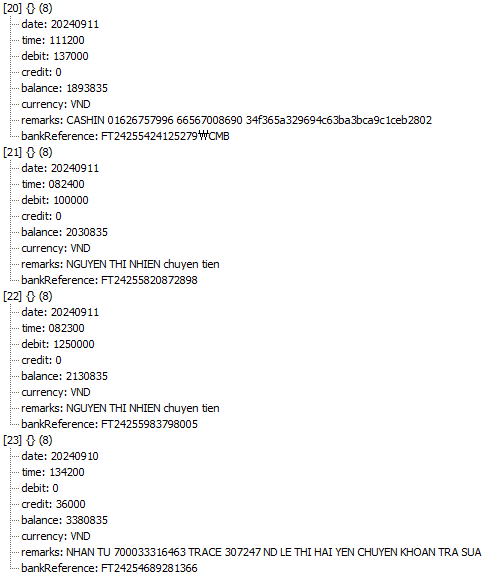 [20] {} (8)
date: 20240911
time: 111200
debit: 137000
credit: 0
balance: 1893835
currency: VND
remarks: CASHIN 01626757996 66567008690 34f365a329694c63ba3bca9c1ceb2802
bankReference: FT24255424125279₩CMB
[21] {} (8)
date: 20240911
time: 082400
debit: 100000
credit: 0
balance: 2030835
currency: VND
remarks: NGUYEN THI NHIEN chuyen tien
bankReference: FT24255820872898
[22] {} (8)
date: 20240911
time: 082300
debit: 1250000
credit: 0
balance: 2130835
currency: VND
remarks: NGUYEN THI NHIEN chuyen tien
bankReference: FT24255983798005
[23] {} (8)
date: 20240910
time: 134200
debit: 0
credit: 36000
balance: 3380835
currency: VND
remarks: NHAN TU 700033316463 TRACE 307247 ND LE THI HAI YEN CHUYEN KHOAN TRA SUA
bankReference: FT24254689281366